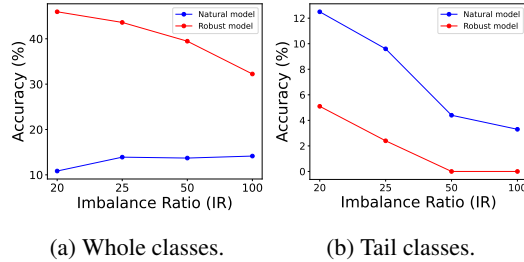 Natural model
Robust model
Accuracy (%)
40
30
20
10
20 25 50 100
Imbalance Ratio (IR)
(a) Whole classes.
Natural model
Robust model
Accuracy (%)
12
10
8
6
4
2
0
20 25 50 100
Imbalance Ratio (IR)
(b) Tail classes.